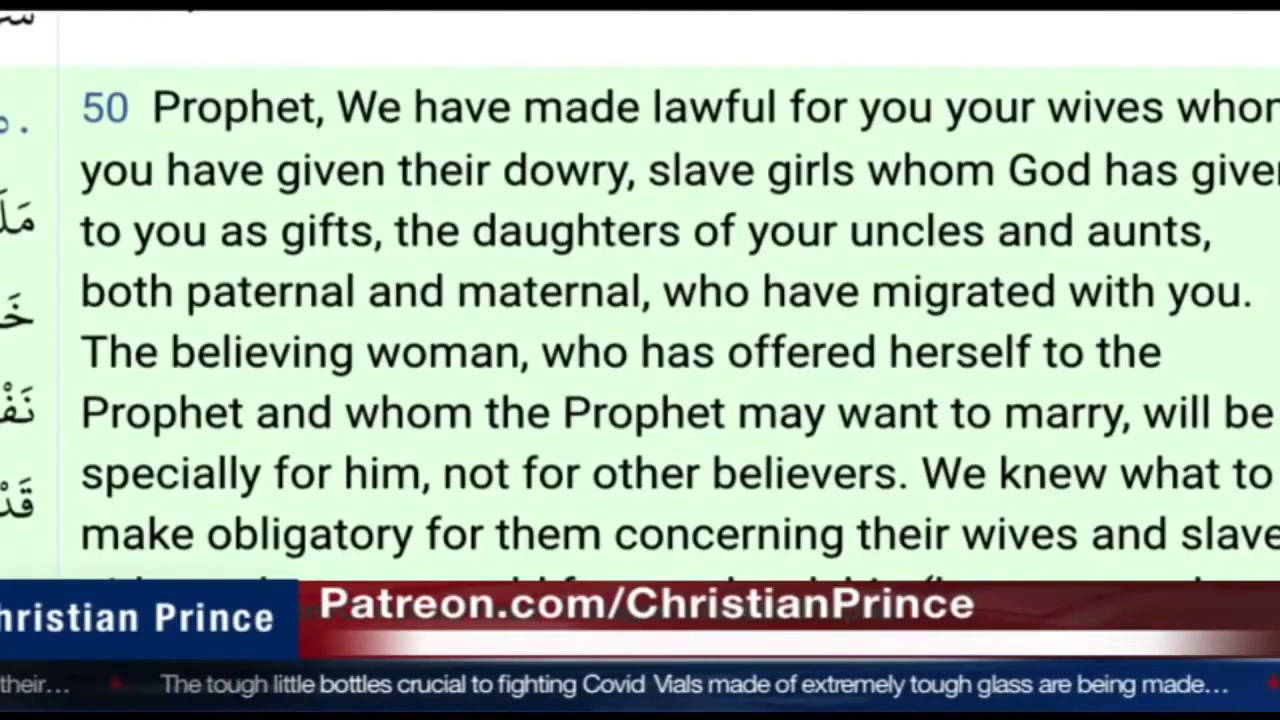 50 Prophet, We have made lawful for you your wives whom
you have given their dowry, slave girls whom God has given
to you as gifts, the daughters of your uncles and aunts,
both paternal and maternal, who have migrated with you.
The believing woman, who has offered herself to the
Prophet and whom the Prophet may want to marry, will be
specially for him, not for other believers. We knew what to
make obligatory for them concerning their wives and slave
hristian Prince
Patreon.com/ChristianPrince
their... The tough little bottles crucial to fighting Covid Vials made of extremely tough glass are being made...